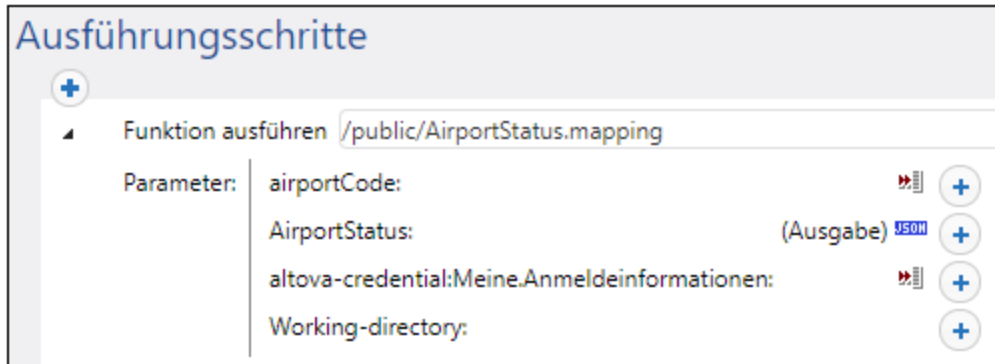 Ausführungsschritte
Funktion ausführen /public/AirportStatus.mapping
Parameter: airportCode:
AirportStatus: (Ausgabe) JSON
altova-credential:Meine.Anmeldeinformationen:
Working-directory: